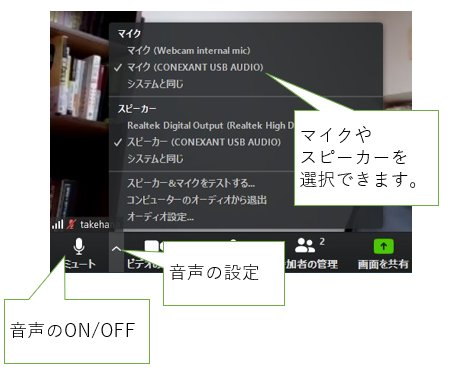 マイク
マイク (Webcam internal mic)
✓ マイク (CONEXANT USB AUDIO)
システムと同じ
スピーカー
Realtek Digital Output (Realtek High D
✓ スピーカー (CONEXANT USB AUDIO)
システムと同じ
スピーカー&マイクをテストする...
コンピューターのオーディオから退出
オーディオ設定...
マイクや
スピーカーを
選択できます。
takeha
2
ミュート
ビデオの
加者の管理
画面を共有
音声の設定
音声のON/OFF